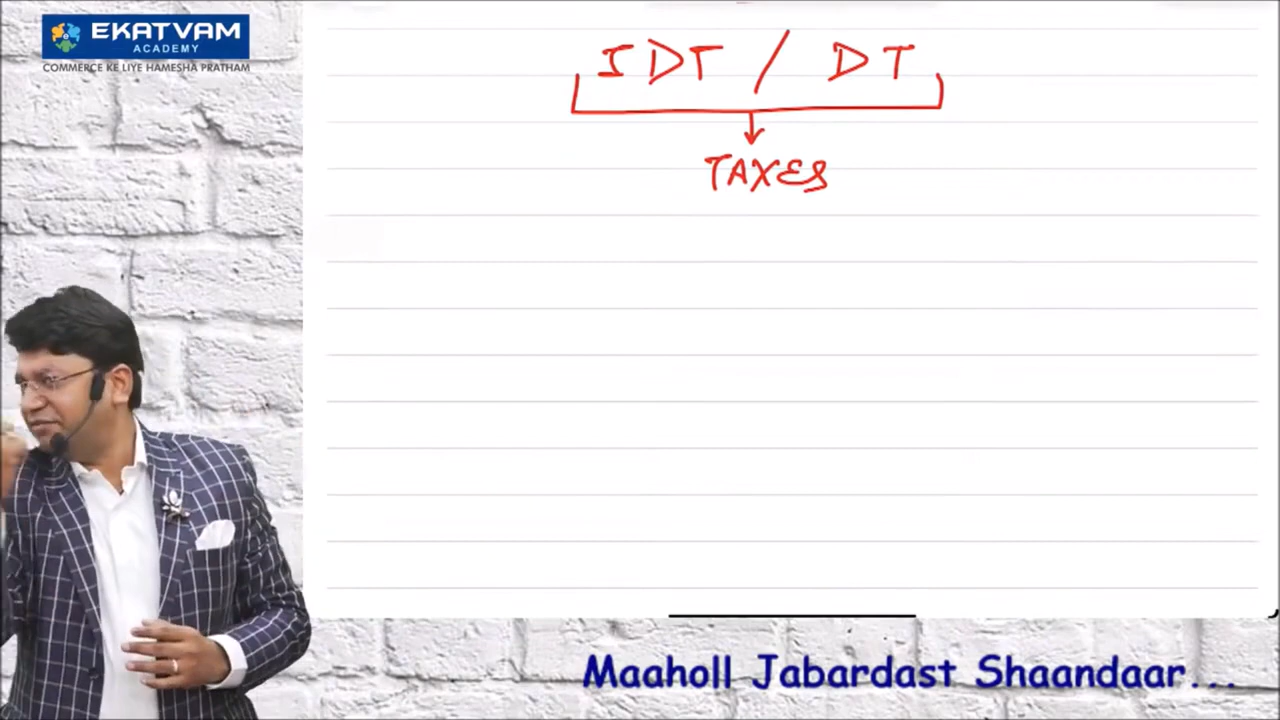 EKATVAM
ACADEMY
COMMERCE KE LIYE HAMESHA PRATHAM
IDT / DT
TAXES
Maaholl Jabardast Shaandaar...